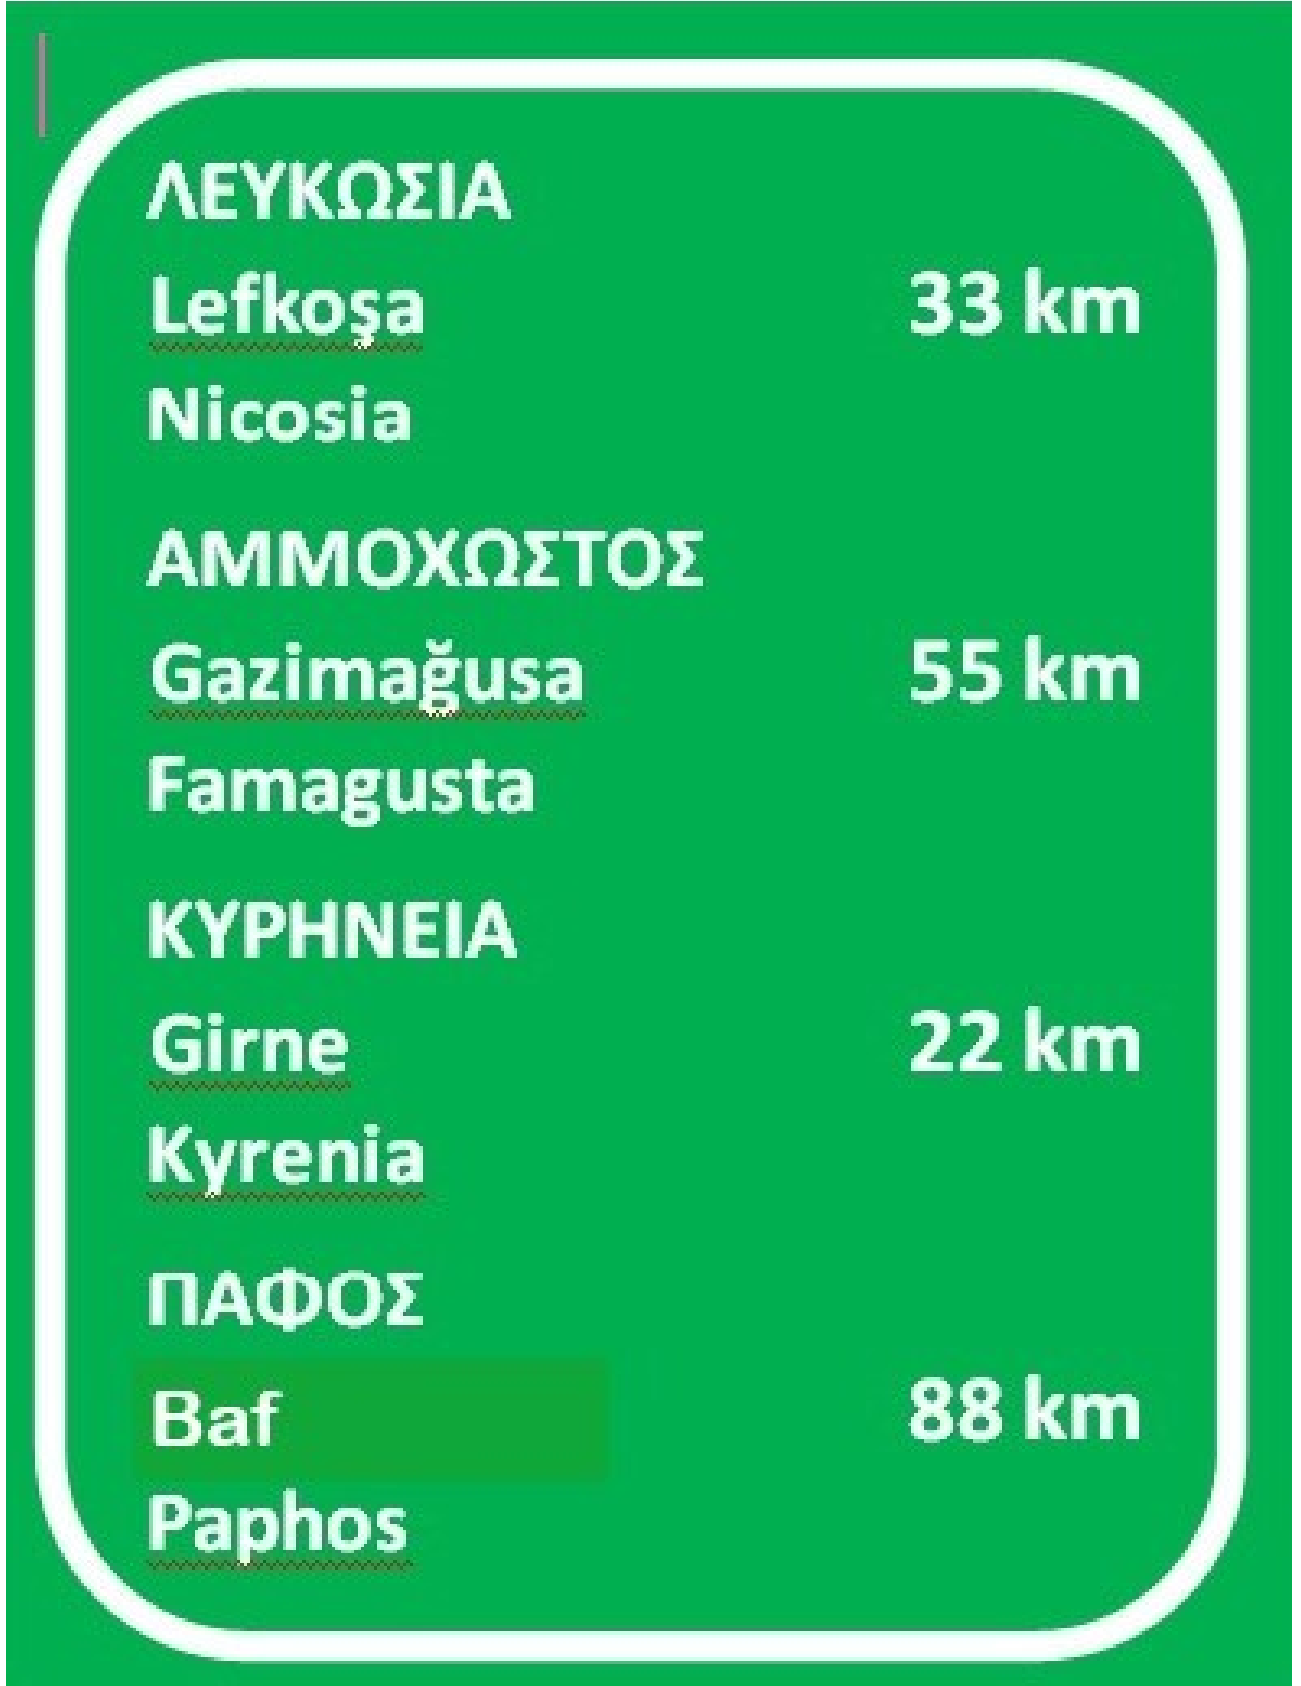 ΛΕΥΚΩΣΙΑ
Lefkoşa 33 km
Nicosia
ΑΜΜΟΧΩΣΤΟΣ
Gazimağusa 55 km
Famagusta
ΚΥΡΗΝΕΙΑ
Girne 22 km
Kyrenia
ΠΑΦΟΣ
Baf 88 km
Paphos